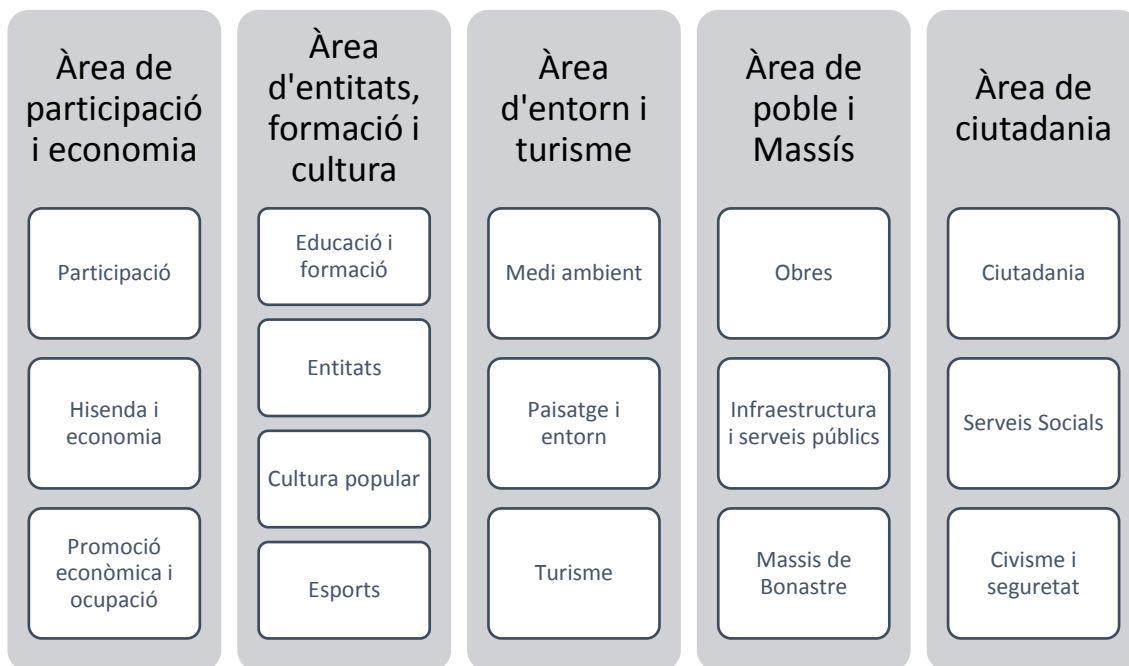 Àrea de
participació
i economia
Participació
Hisenda i
economia
Promoció
econòmica i
ocupació
Àrea
d'entitats,
formació i
cultura
Educació i
formació
Entitats
Cultura popular
Esports
Àrea
d'entorn i
turisme
Medi ambient
Paisatge i
entorn
Turisme
Àrea de
poble i
Massís
Obres
Infraestructura
i serveis públics
Massis de
Bonastre
Àrea de
ciutadania
Ciutadania
Serveis Socials
Civisme i
seguretat